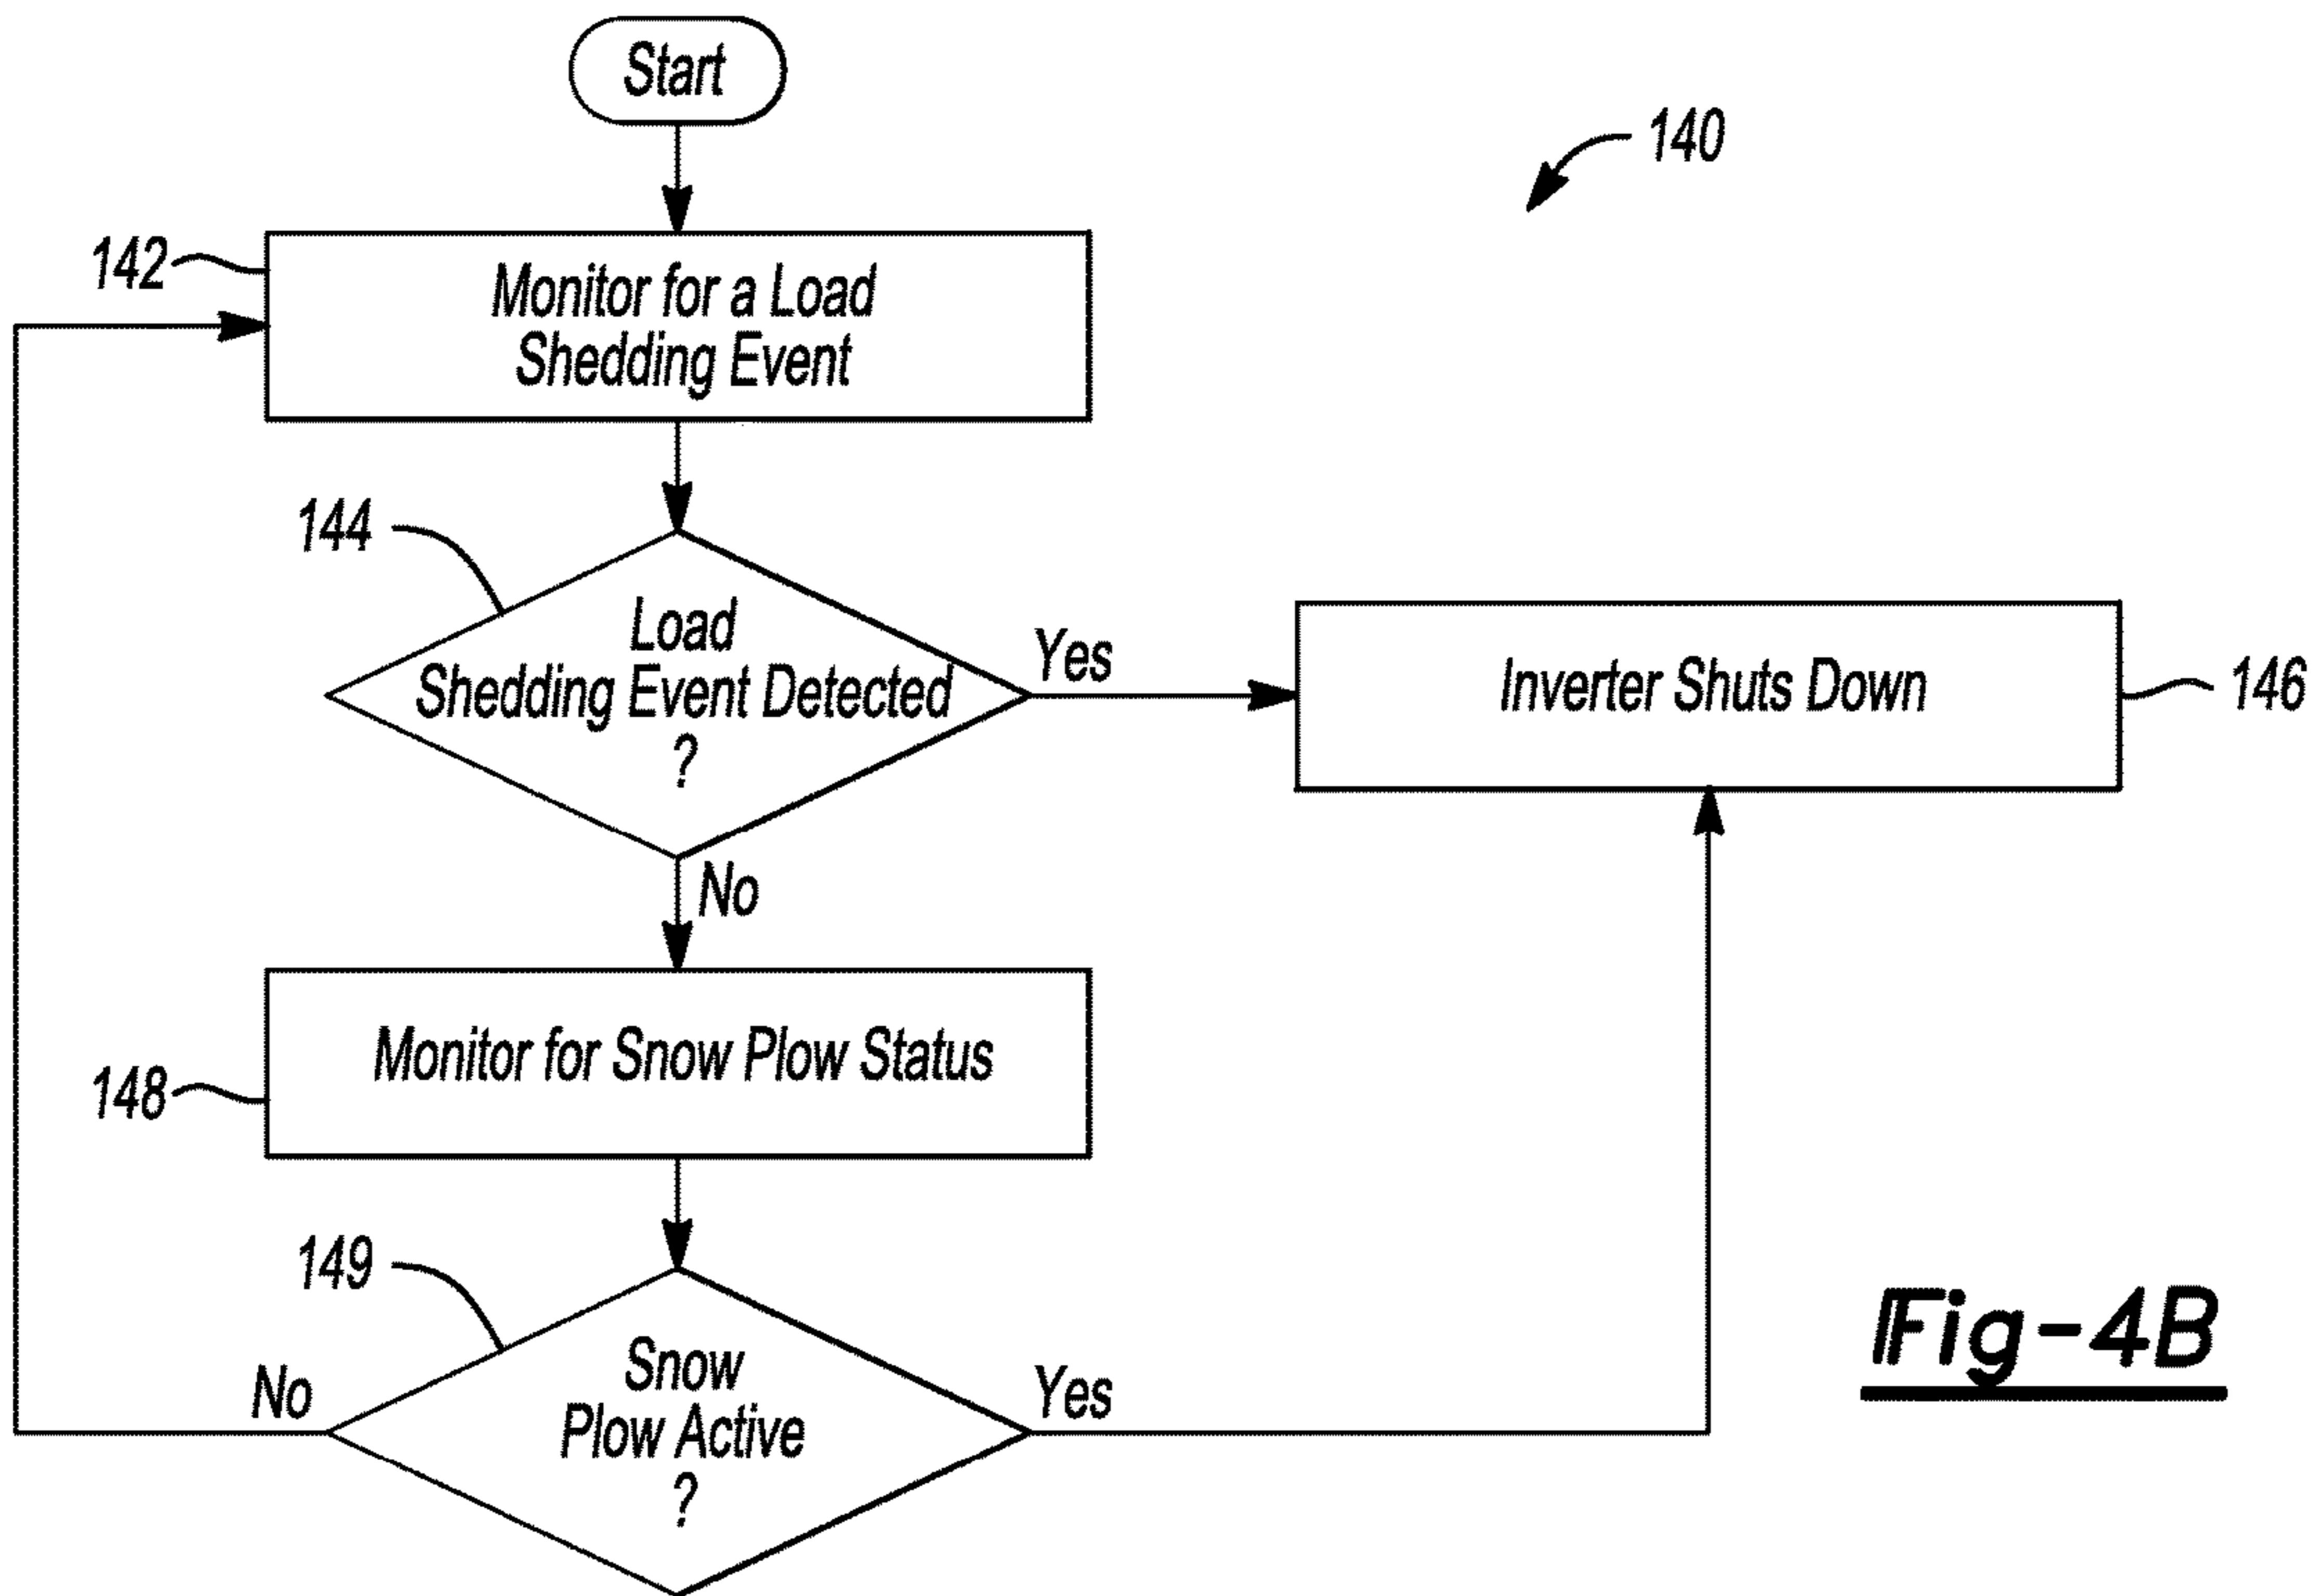 Start
140
142
Monitor for a Load
Shedding Event
144
Load
Shedding Event Detected
?
Yes
Inverter Shuts Down
146
No
Monitor for Snow Plow Status
148
149
Snow
Plow Active
?
No
Yes
Fig-4B